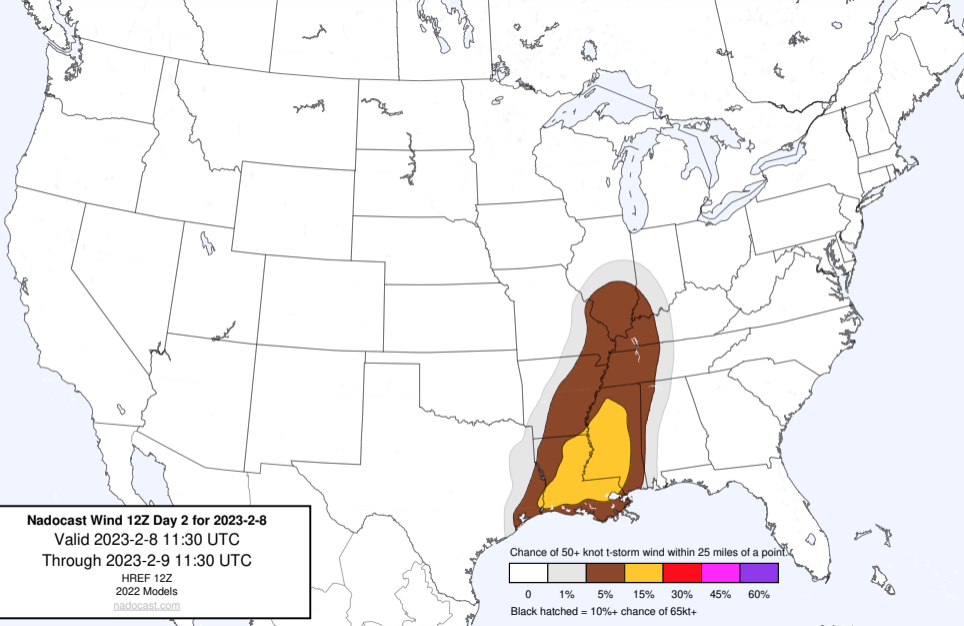 Nadocast Wind 12Z Day 2 for 2023-2-8
Valid 2023-2-8 11:30 UTC
Through 2023-2-9 11:30 UTC
HREF 12Z
2022 Models
nadocast.com
Chance of 50+ knot t-storm wind within 25 miles of a point.
0 1% 5% 15% 30% 45% 60%
Black hatched = 10%+ chance of 65kt+